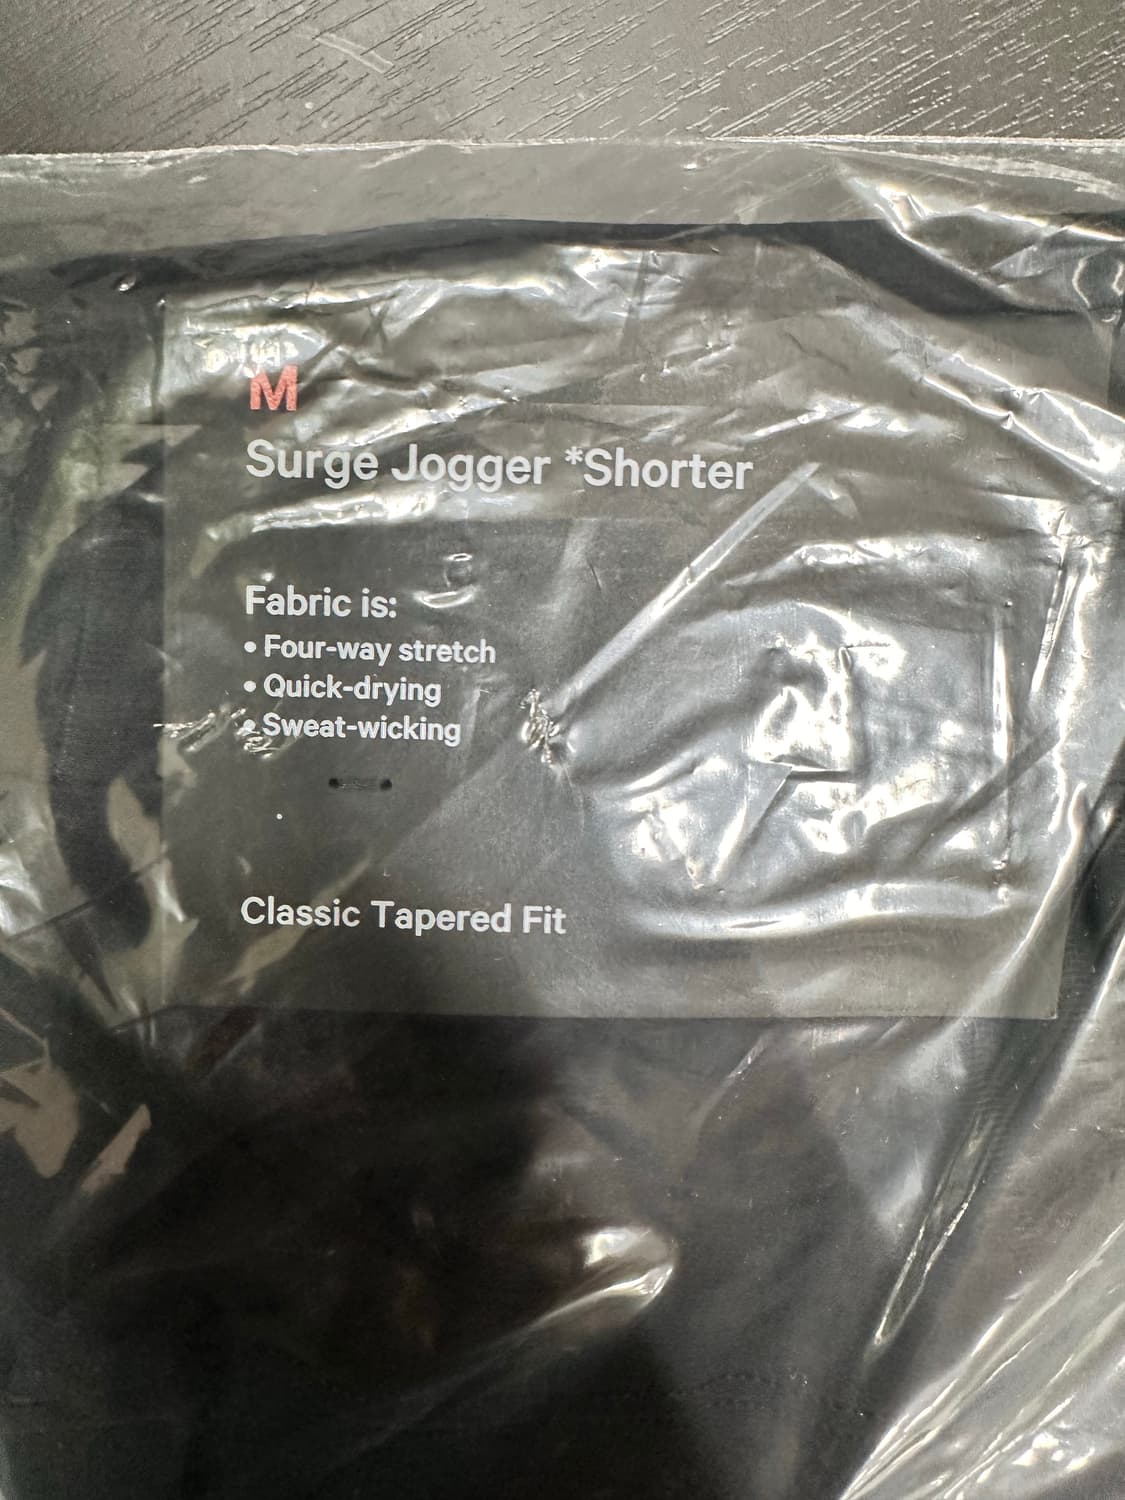 M
Surge Jogger *Shorter
Fabric is:
• Four-way stretch
• Quick-drying
• Sweat-wicking
Classic Tapered Fit